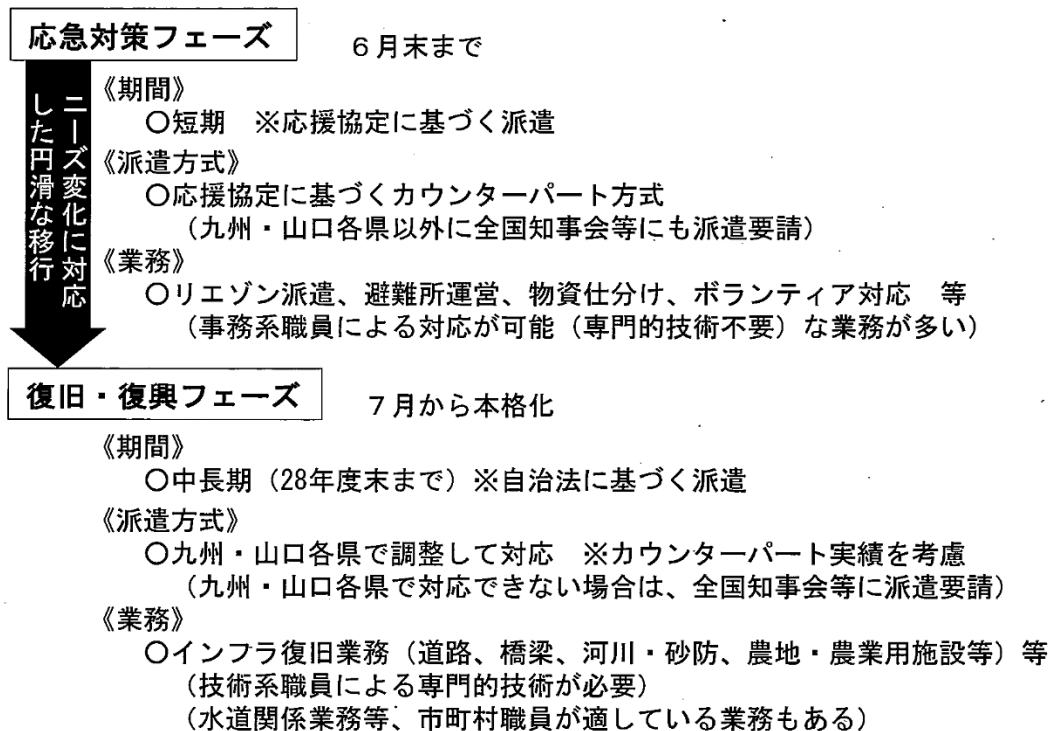 応急対策フェーズ
６月末まで
ニーズ変化に対応
した円滑な移行
《期間》
〇短期　※応援協定に基づく派遣
《派遣方式》
〇応援協定に基づくカウンターパート方式
（九州・山口各県以外に全国知事会等にも派遣要請）
《業務》
〇リエゾン派遣、避難所運営、物資仕分け、ボランティア対応　等
（事務系職員による対応が可能（専門的技術不要）な業務が多い）
復旧・復興フェーズ
７月から本格化
《期間》
〇中長期（28年度末まで）※自治法に基づく派遣
《派遣方式》
〇九州・山口各県で調整して対応　※カウンターパート実績を考慮
（九州・山口各県で対応できない場合は、全国知事会等に派遣要請）
《業務》
〇インフラ復旧業務（道路、橋梁、河川・砂防、農地・農業用施設等）等
（技術系職員による専門的技術が必要）
（水道関係業務等、市町村職員が適している業務もある）